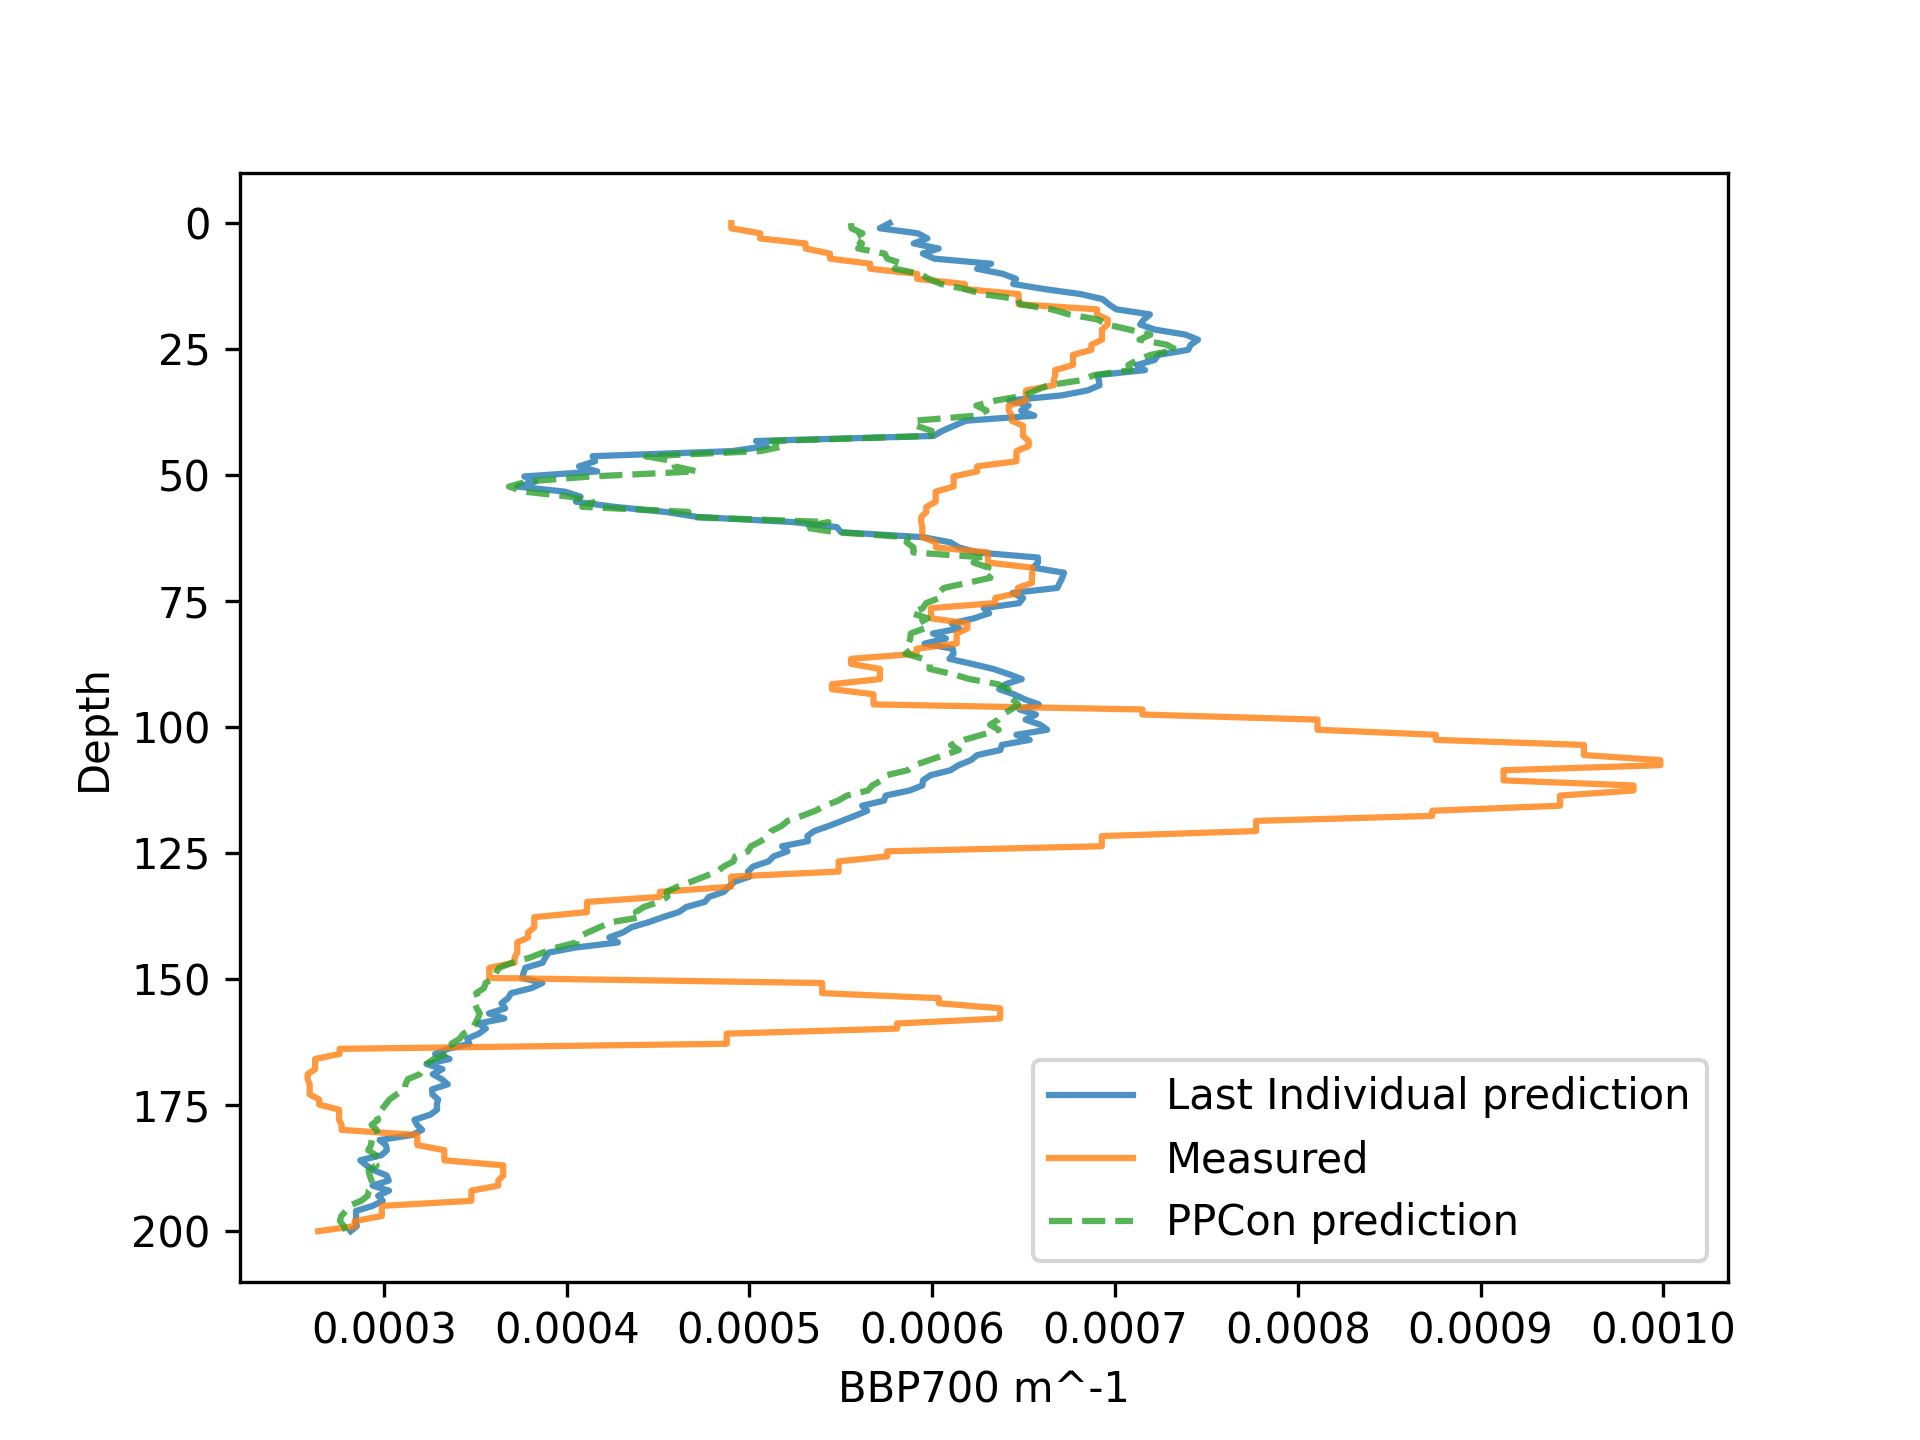 0
25
50
75
100
125
150
175
200
Depth
0.0003 0.0004 0.0005 0.0006 0.0007 0.0008 0.0009 0.0010
BBP700 m^-1
Last Individual prediction
Measured
PPCon prediction